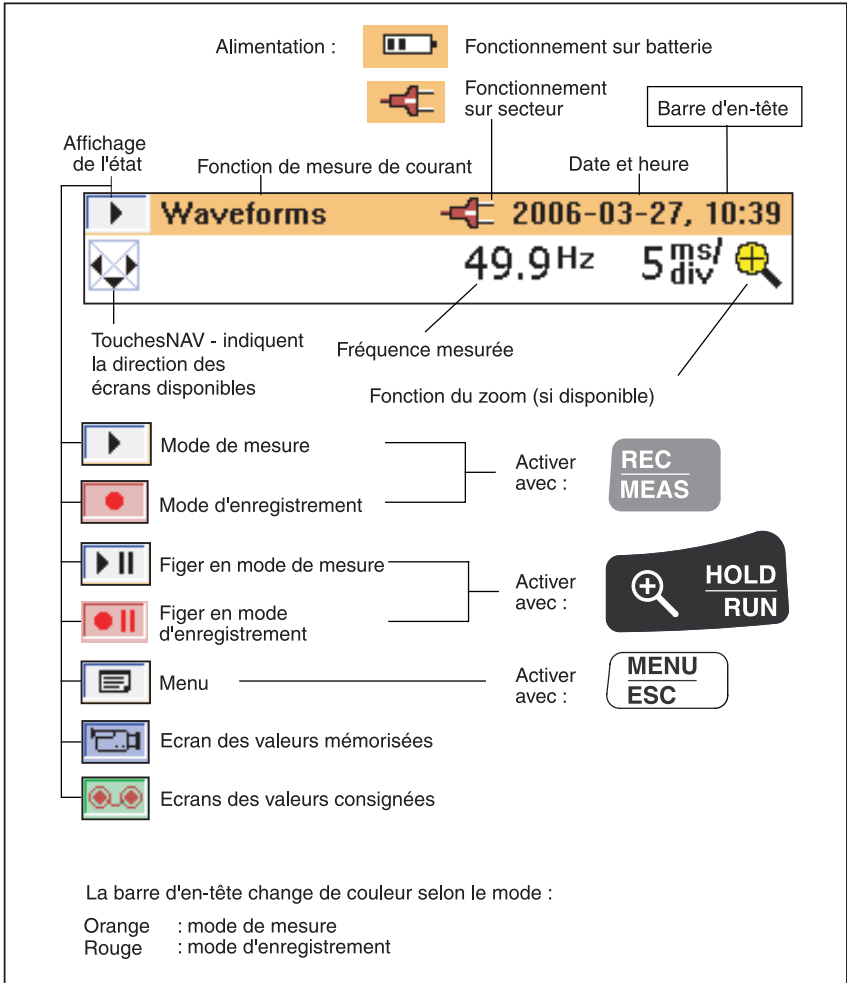 Alimentation :
Fonctionnement sur batterie
Fonctionnement
sur secteur
Barre d'en-tête
Affichage
de l'état
Fonction de mesure de courant
Date et heure
Waveforms
2006-03-27, 10:39
49.9 Hz
5 ms/
div
TouchesNAV - indiquent
la direction des
écrans disponibles
Fréquence mesurée
Fonction du zoom (si disponible)
Mode de mesure
Mode d'enregistrement
Activer
avec :
REC
MEAS
Figer en mode de mesure
Figer en mode
d'enregistrement
Activer
avec :
HOLD
RUN
Menu
Activer
avec :
MENU
ESC
Ecran des valeurs mémorisées
Ecrans des valeurs consignées
La barre d'en-tête change de couleur selon le mode :
Orange : mode de mesure
Rouge : mode d'enregistrement